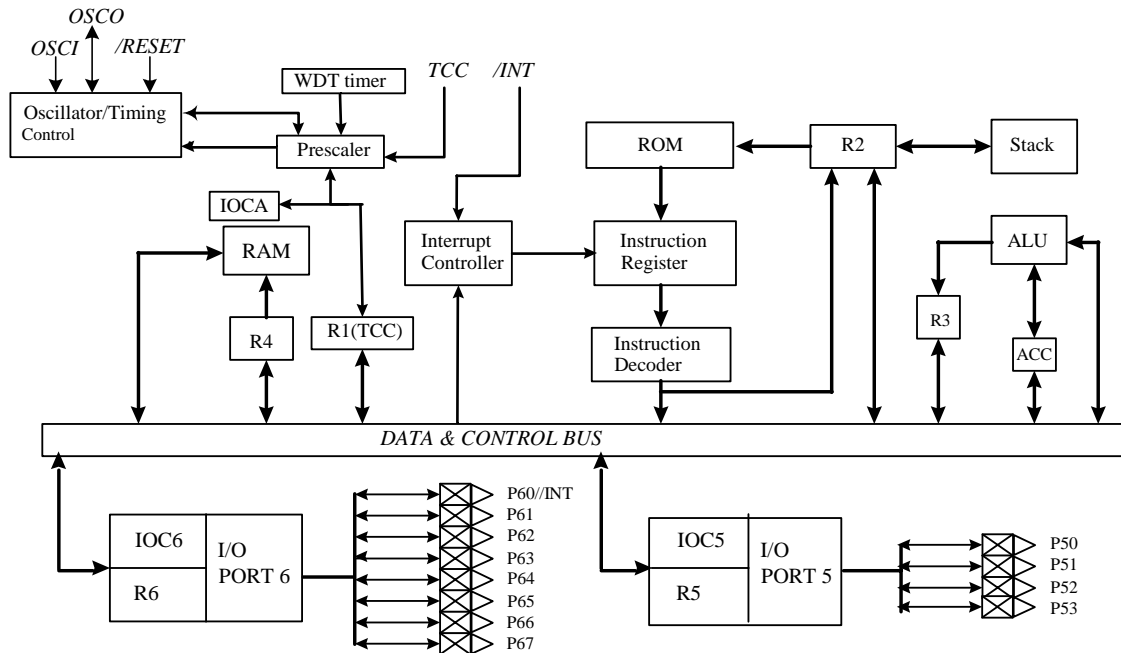 OSCO
OSCI
/RESET
TCC
/INT
WDT timer
Oscillator/Timing
Control
Prescaler
ROM
R2
Stack
IOCA
RAM
Interrupt
Controller
Instruction
Register
ALU
R4
R1(TCC)
R3
Instruction
Decoder
ACC
DATA & CONTROL BUS
P60//INT
P61
P62
P63
P64
P65
P66
P67
IOC6
R6
I/O
PORT 6
IOC5
R5
I/O
PORT 5
P50
P51
P52
P53